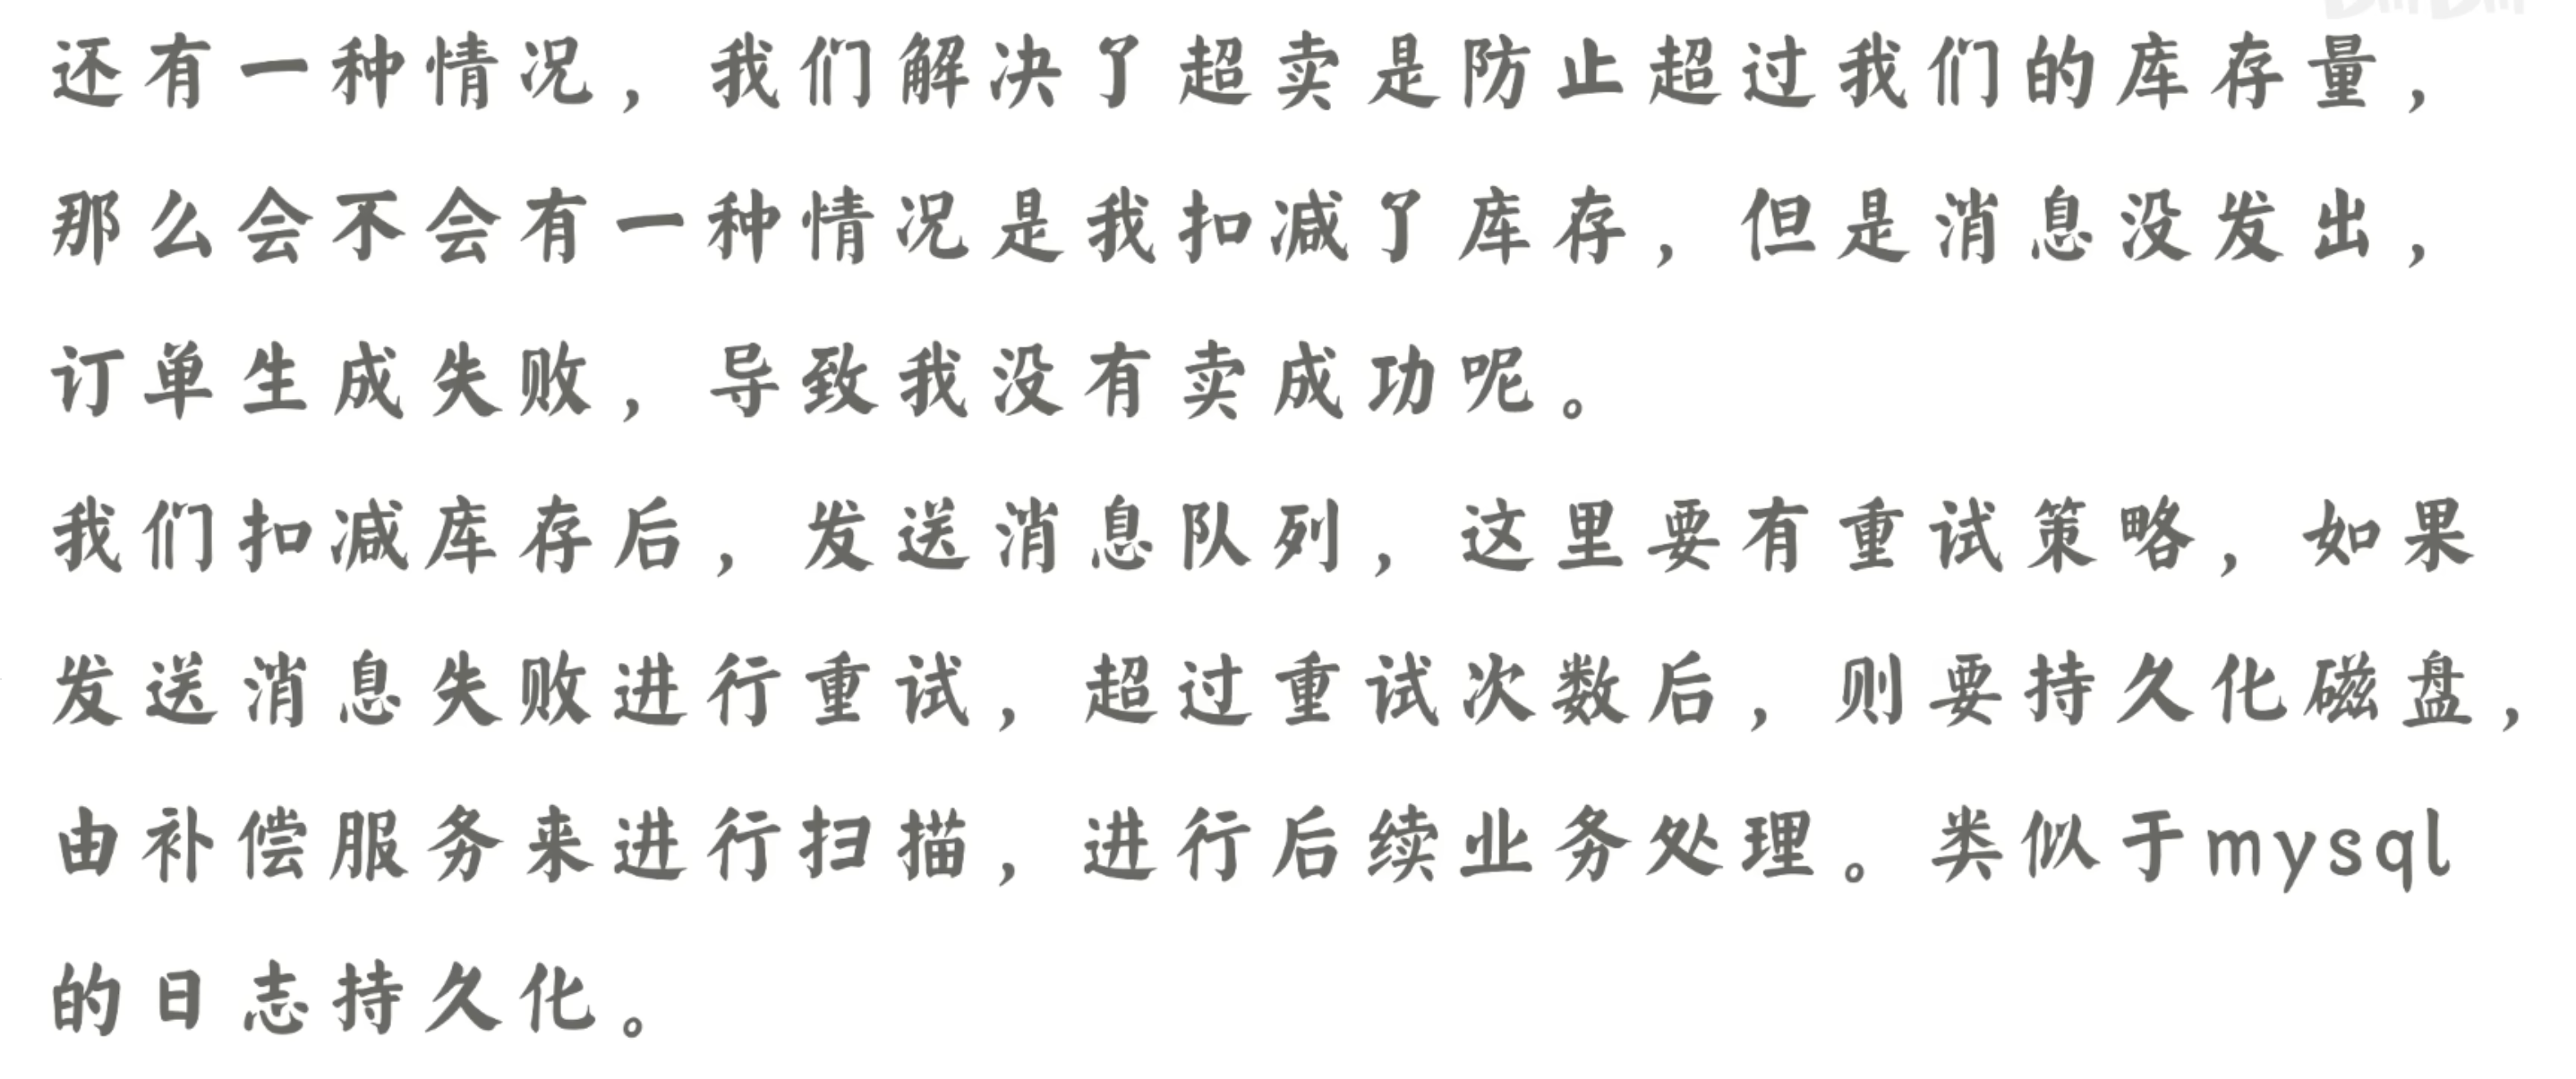 还有一种情况，我们解决了超卖是防止超过我们的库存量，
那么会不会有一种情况是我扣减了库存，但是消息没发出，
订单生成失败，导致我没有卖成功呢。
我们扣减库存后，发送消息队列，这里要有重试策略，如果
发送消息失败进行重试，超过重试次数后，则要持久化磁盘，
由补偿服务来进行扫描，进行后续业务处理。类似于mysql
的日志持久化。